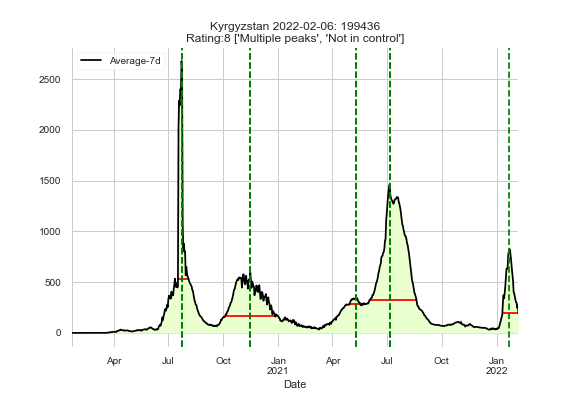 Kyrgyzstan 2022-02-06: 199436
Rating:8 ['Multiple peaks', 'Not in control']
Average-7d
2500
2000
1500
1000
500
0
Apr Jul Oct Jan Apr Jul Oct Jan
2021 2022
Date